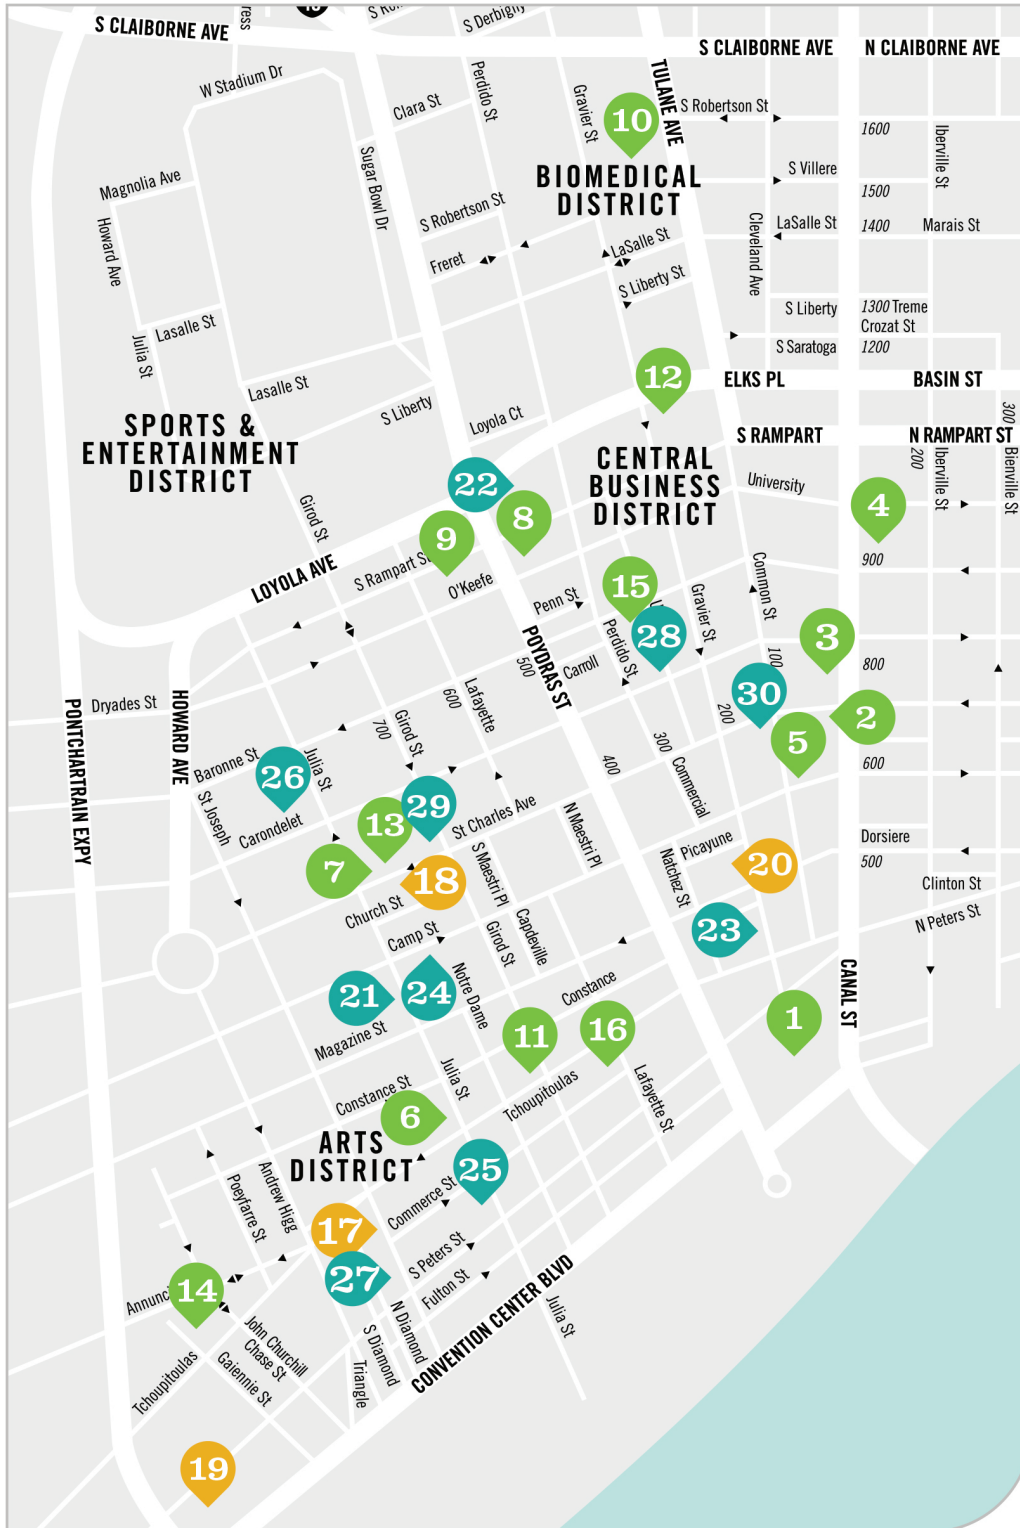 S CLAIBORNE AVE
S Derbigny
S CLAIBORNE AVE
N CLAIBORNE AVE
W Stadium Dr
Clara St
Perdido St
Gravier St
TULANE AVE
10
S Robertson St
1600
Iberville St
BIOMEDICAL
DISTRICT
S Villere
1500
Magnolia Ave
Sugar Bowl Dr
Howard Ave
S Robertson St
Freret
LaSalle St
S Liberty St
Cleveland Ave
LaSalle St
1400
Marais St
S Liberty
1300 Treme
Crozat St
S Saratoga
1200
Lasalle St
Julia St
Lasalle St
S Liberty
Loyola Ct
12
ELKS PL
BASIN ST
300
SPORTS &
ENTERTAINMENT
DISTRICT
CENTRAL
BUSINESS
DISTRICT
S RAMPART
N RAMPART ST
200
Iberville St
Bienville St
University
22
8
4
9
Girod St
LOYOLA AVE
S Rampart St
O'Keefe
900
Penn St
15
Gravier St
Common St
28
Perdido St
3
POYDRAS ST
500
Carroll
100
800
Dryades St
PONTCHARTRAIN EXPY
HOWARD AVE
600
Lafayette
700
Girod St
30
200
2
5
300
Commercial
400
600
Baronne St
26
Julia St
St Joseph
Carondelet
29
13
St Charles Ave
N Maestri Pl
7
18
S Maestri Pl
Picayune
Natchez St
20
Dorsiere
500
Clinton St
N Peters St
Church St
Camp St
Girod St
Capdeville
23
CANAL ST
21
24
Notre Dame
Constance
Magazine St
11
16
1
Constance St
Julia St
Tchoupitoulas
Lafayette St
6
ARTS
DISTRICT
25
Andrew Higg
Poeyfarre St
Commerce St
17
27
S Peters St
Fulton St
14
John Churchill
Chase St
Gaiennie St
Tchoupitoulas
N Diamond
S Diamond
Triangle
CONVENTION CENTER BLVD
Julia St
19